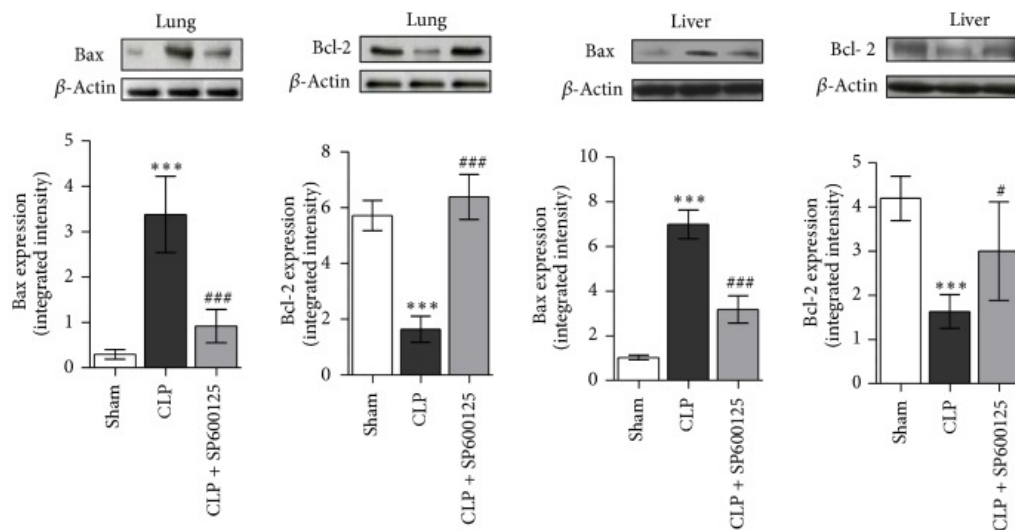 Lung
Bax
β-Actin
Bax expression
(integrated intensity)
5
4
3
2
1
0
***
###
Sham
CLP
CLP + SP600125
Lung
Bcl-2
β-Actin
Bcl-2 expression
(integrated intensity)
8
6
4
2
0
***
###
Sham
CLP
CLP + SP600125
Liver
Bax
β-Actin
Bax expression
(integrated intensity)
10
8
6
4
2
0
***
###
Sham
CLP
CLP + SP600125
Liver
Bcl- 2
β-Actin
Bcl-2 expression
(integrated intensity)
5
4
3
2
1
0
***
#
Sham
CLP
CLP + SP600125